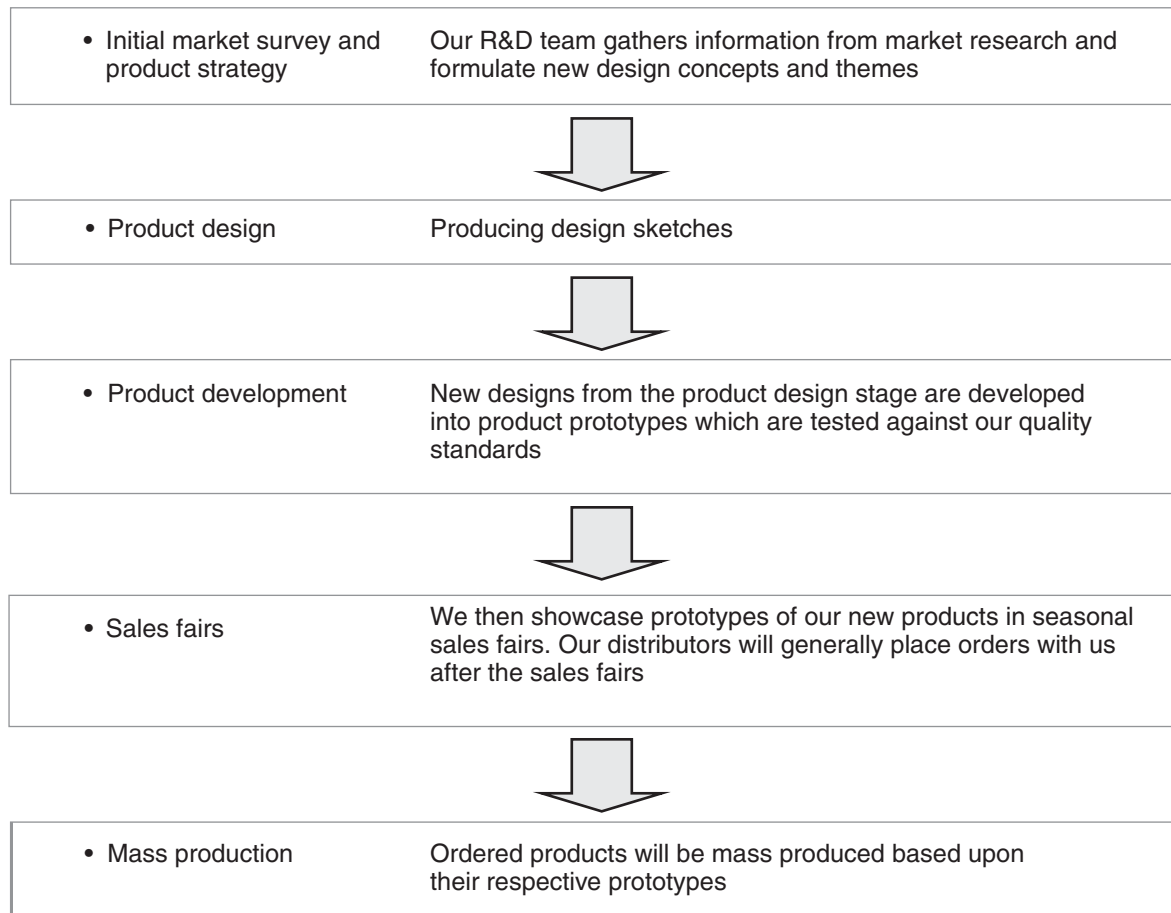 • Initial market survey and product strategy
Our R&D team gathers information from market research and
formulate new design concepts and themes
• Product design
Producing design sketches
• Product development
New designs from the product design stage are developed
into product prototypes which are tested against our quality
standards
• Sales fairs
We then showcase prototypes of our new products in seasonal
sales fairs. Our distributors will generally place orders with us
after the sales fairs
• Mass production
Ordered products will be mass produced based upon
their respective prototypes